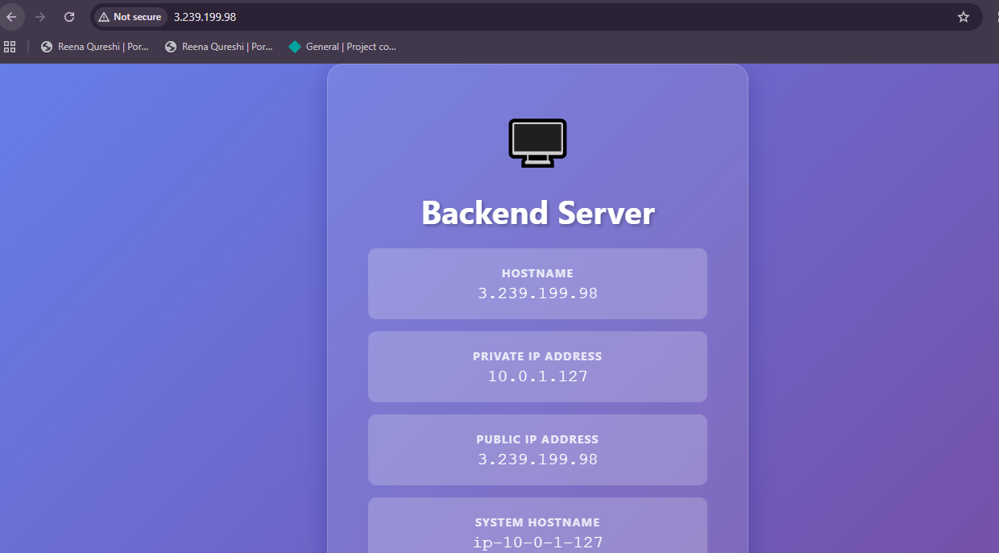 Not secure 3.239.199.98
Reena Qureshi | Por... Reena Qureshi | Por... General | Project co...
Backend Server
HOSTNAME
3.239.199.98
PRIVATE IP ADDRESS
10.0.1.127
PUBLIC IP ADDRESS
3.239.199.98
SYSTEM HOSTNAME
ip-10-0-1-127